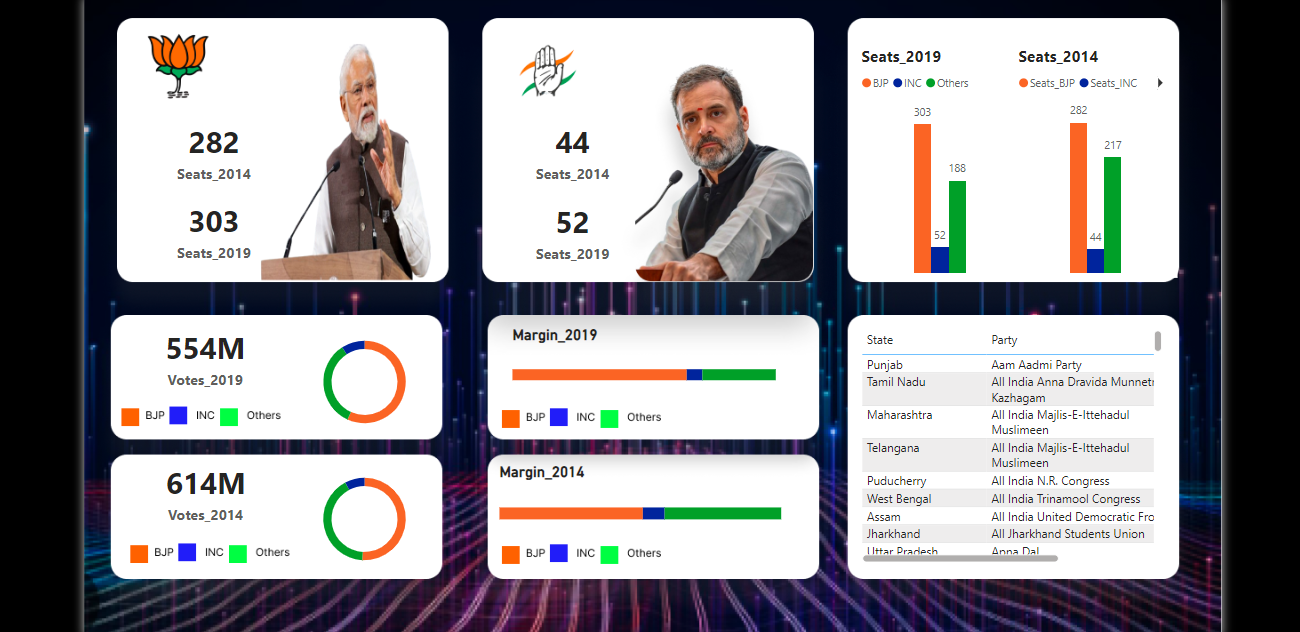 282
Seats_2014
303
Seats_2019
44
Seats_2014
52
Seats_2019
Seats_2019
BJP INC Others
303
52
188
Seats_2014
Seats_BJP Seats_INC
282
44
217
554M
Votes_2019
BJP INC Others
614M
Votes_2014
BJP INC Others
Margin_2019
BJP INC Others
Margin_2014
BJP INC Others
State Party
Punjab Aam Aadmi Party
Tamil Nadu All India Anna Dravida Munnetr
Kazhagam
Maharashtra All India Majlis-E-Ittehadul
Muslimeen
Telangana All India Majlis-E-Ittehadul
Muslimeen
Puducherry All India N.R. Congress
West Bengal All India Trinamool Congress
Assam All India United Democratic Fro
Jharkhand All Jharkhand Students Union
Uttar Pradesh Apna Dal